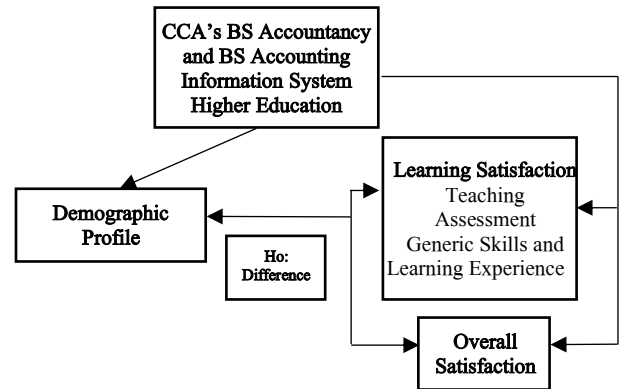 CCA's BS Accountancy
and BS Accounting
Information System
Higher Education
Learning Satisfaction
Teaching
Assessment
Generic Skills and
Learning Experience
Demographic
Profile
Ho:
Difference
Overall
Satisfaction